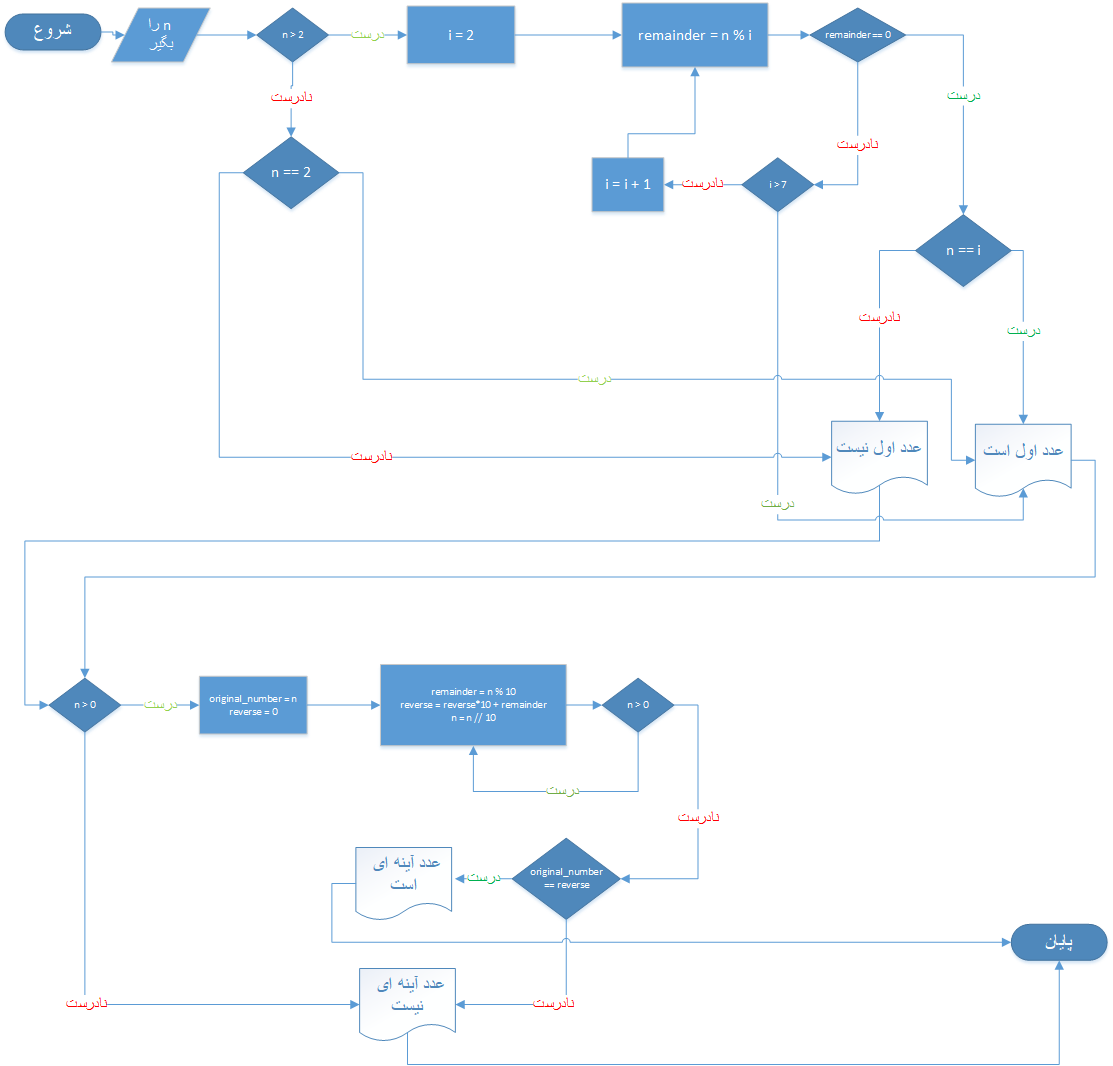 شروع
n را
بگیر
n > 2
درست
i = 2
remainder = n % i
remainder == 0
درست
نادرست
نادرست
n == 2
i = i + 1
نادرست
i > 7
n == i
نادرست
درست
درست
عدد اول نیست
عدد اول است
نادرست
درست
n > 0
درست
original_number = n
reverse = 0
remainder = n % 10
reverse = reverse*10 + remainder
n = n // 10
n > 0
درست
نادرست
عدد آینه ای
است
درست
original_number
== reverse
پایان
عدد آینه ای
نیست
نادرست
نادرست